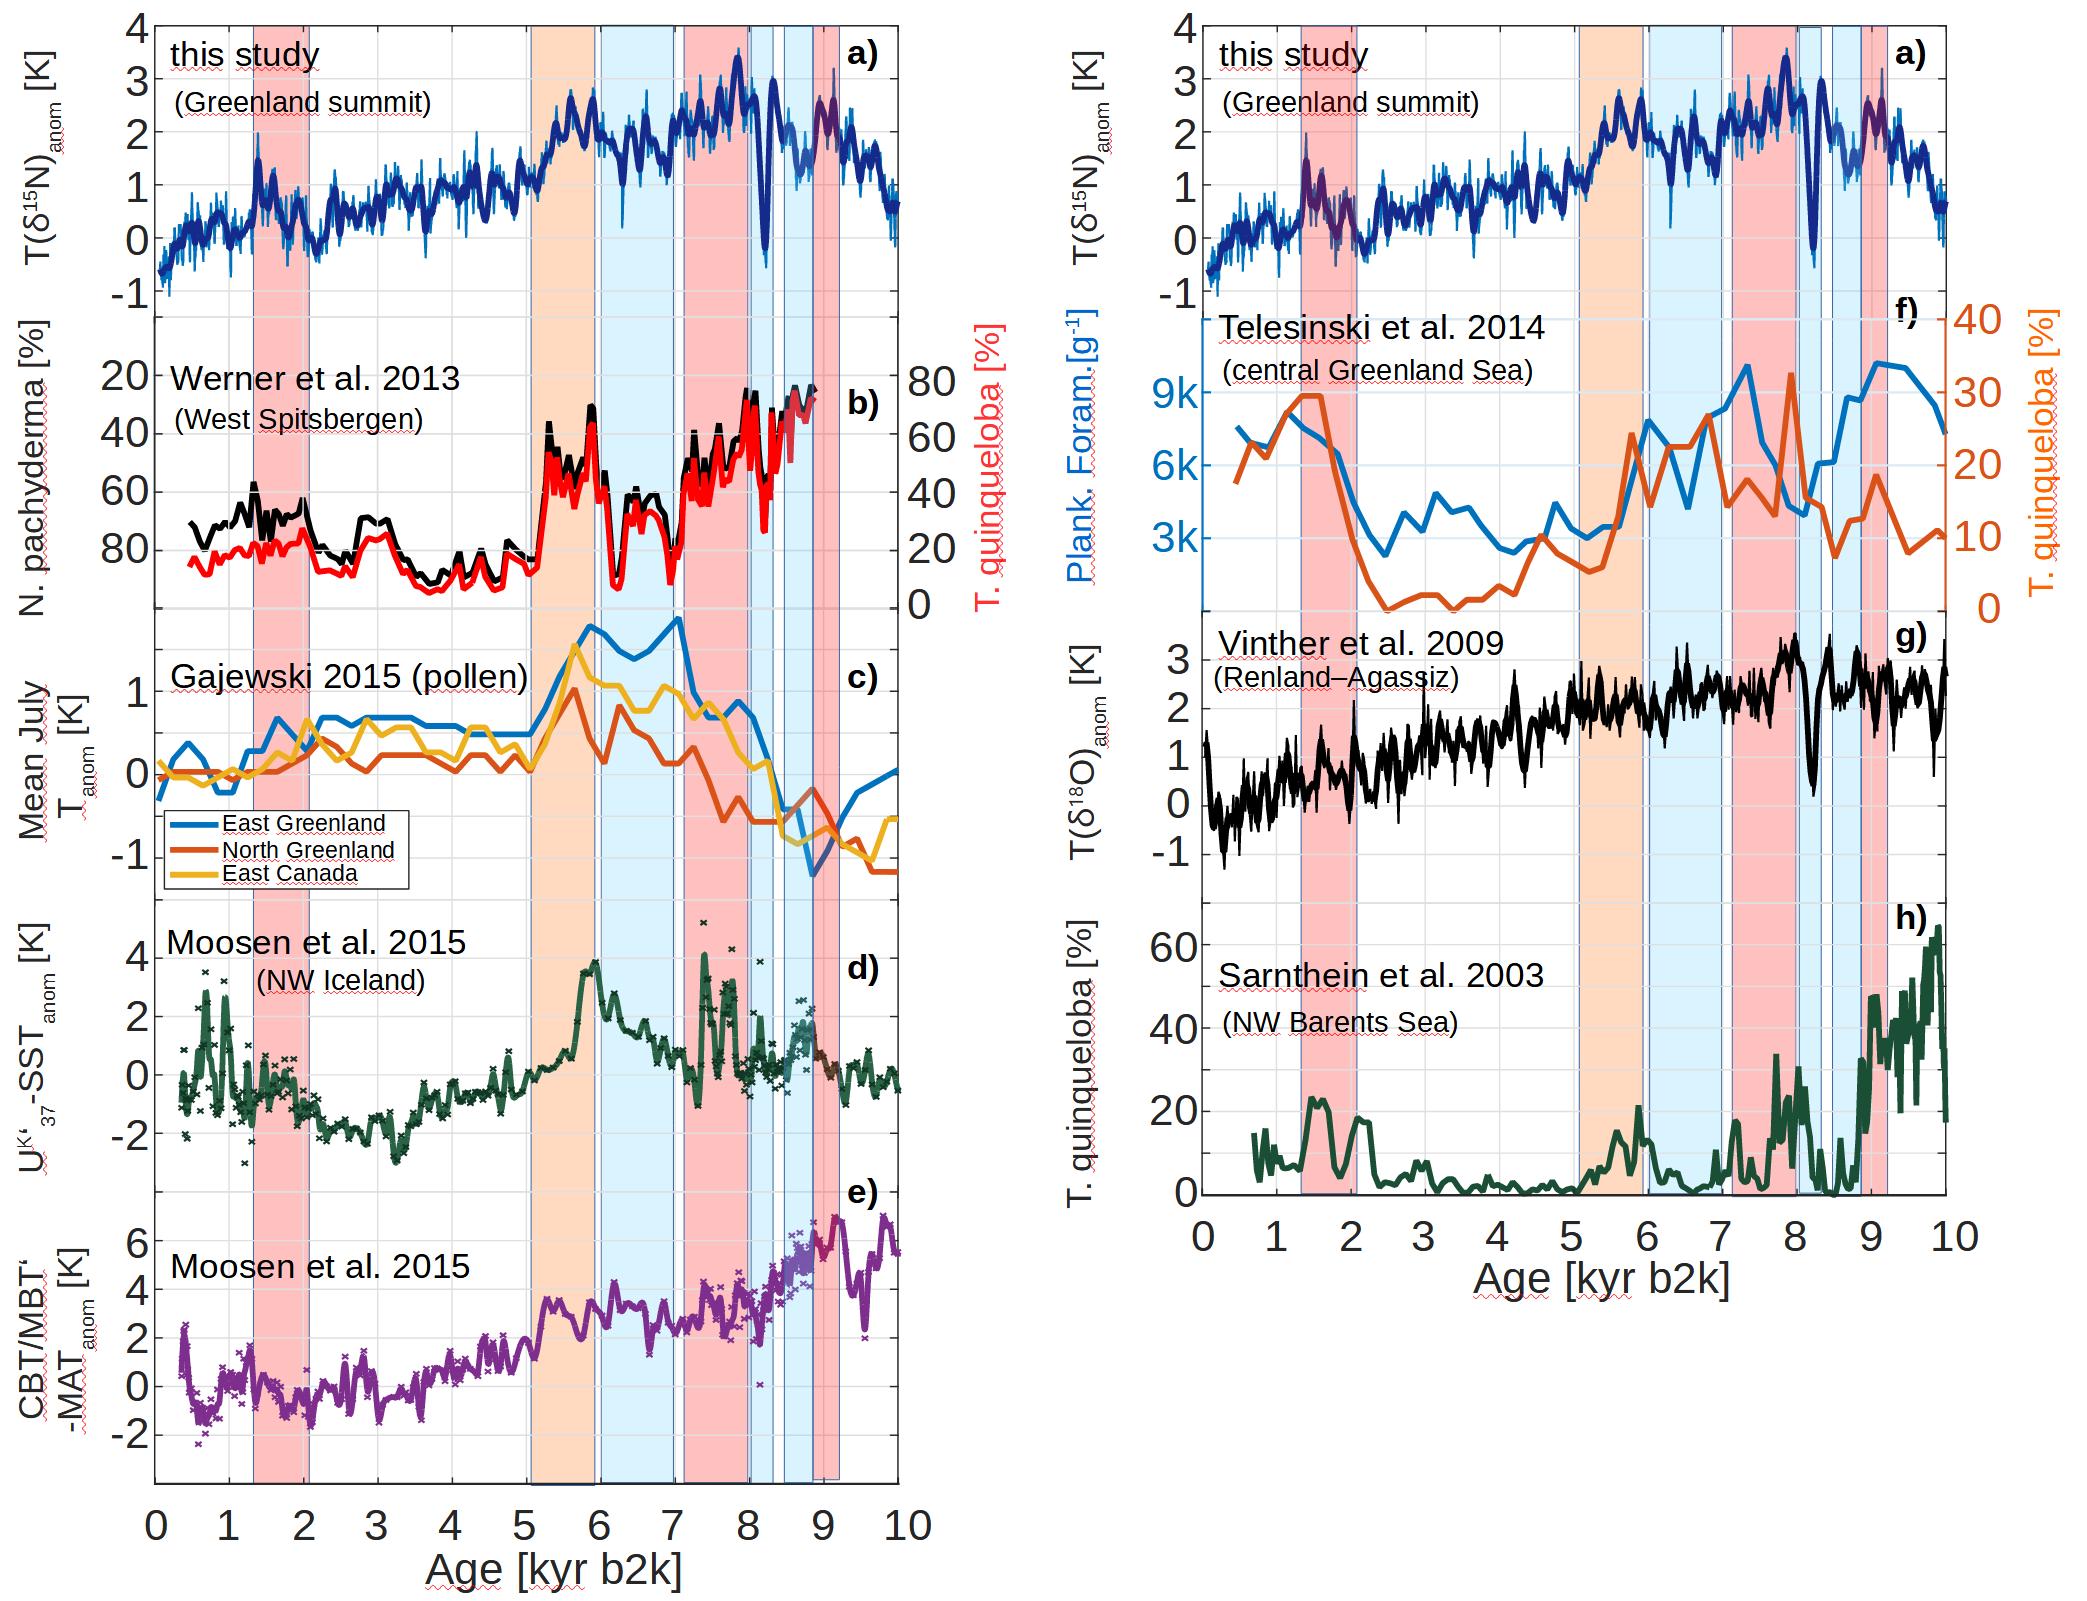 4
3
2
1
0
-1
T(δ15N)anom [K]
this study
(Greenland summit)
a)
20
40
60
80
N. pachyderma [%]
Werner et al. 2013
(West Spitsbergen)
b)
80
60
40
20
0
T. quinqueloba [%]
1
0
-1
Mean July
Tanom [K]
Gajewski 2015 (pollen)
c)
East Greenland
North Greenland
East Canada
4
2
0
-2
UK‘37-SSTanom [K]
Moosen et al. 2015
(NW Iceland)
d)
6
4
2
0
-2
CBT/MBT‘
-MATanom [K]
Moosen et al. 2015
e)
0 1 2 3 4 5 6 7 8 9 10
Age [kyr b2k]
4
3
2
1
0
-1
T(δ15N)anom [K]
this study
(Greenland summit)
a)
9k
6k
3k
Plank. Foram.[g-1]
Telesinski et al. 2014
(central Greenland Sea)
f)
40
30
20
10
0
T. quinqueloba [%]
3
2
1
0
-1
T(δ18O)anom [K]
Vinther et al. 2009
(Renland–Agassiz)
g)
60
40
20
0
T. quinqueloba [%]
Sarnthein et al. 2003
(NW Barents Sea)
h)
0 1 2 3 4 5 6 7 8 9 10
Age [kyr b2k]